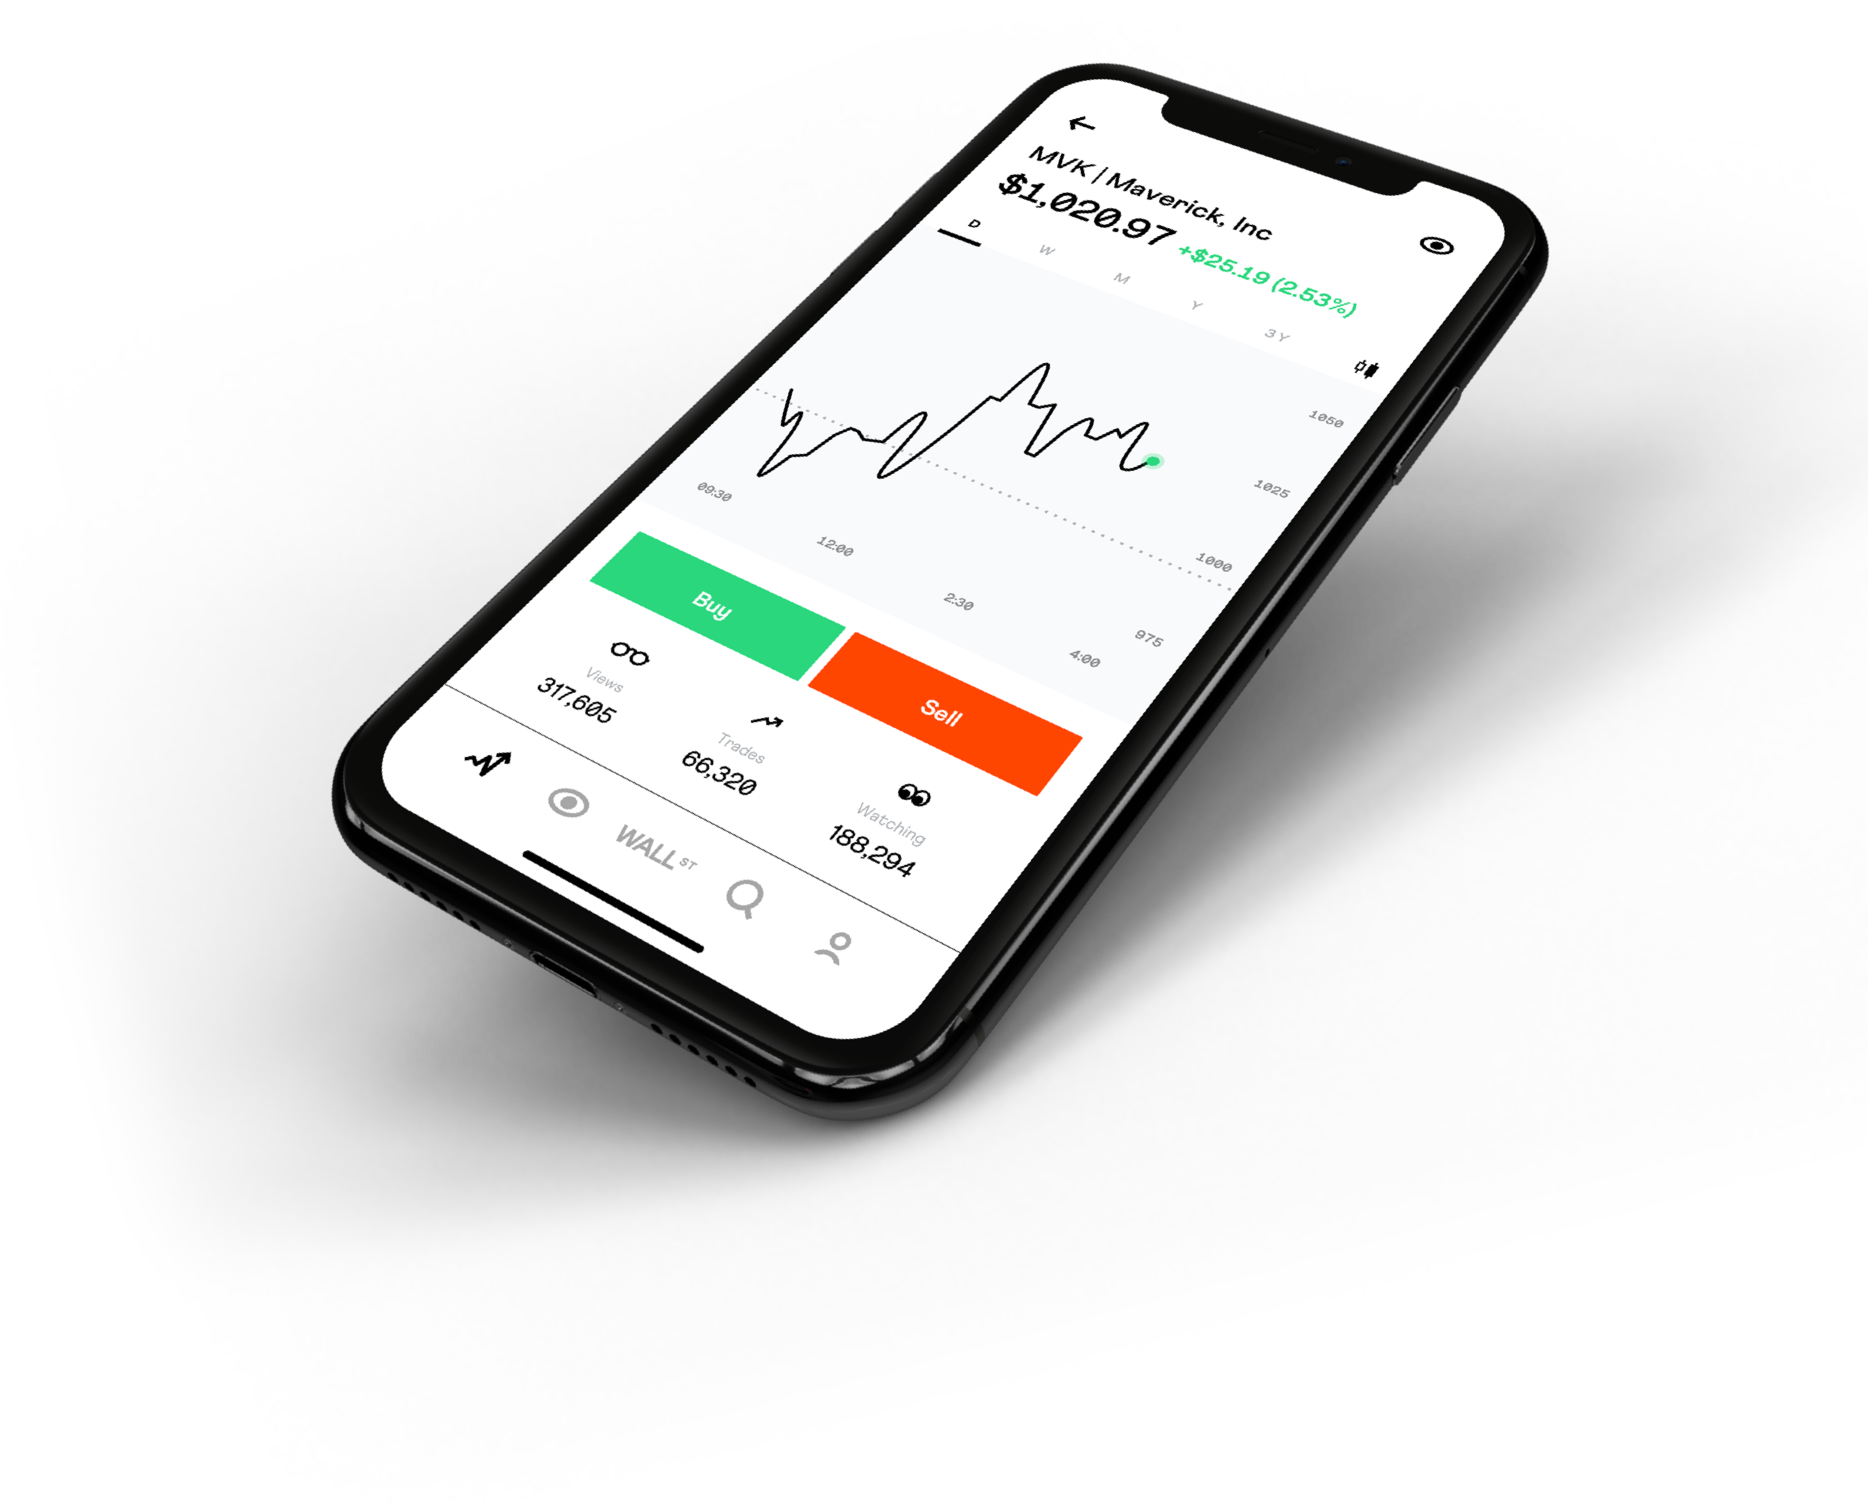 MVK | Maverick, Inc
$1,020.97 +$25.19 (2.53%)
D W M Y 3Y
1050
1025
1000
975
09:30 12:00 2:30 4:00
Buy Sell
Views Trades Watching
317,605 66,320 188,294
WALL ST